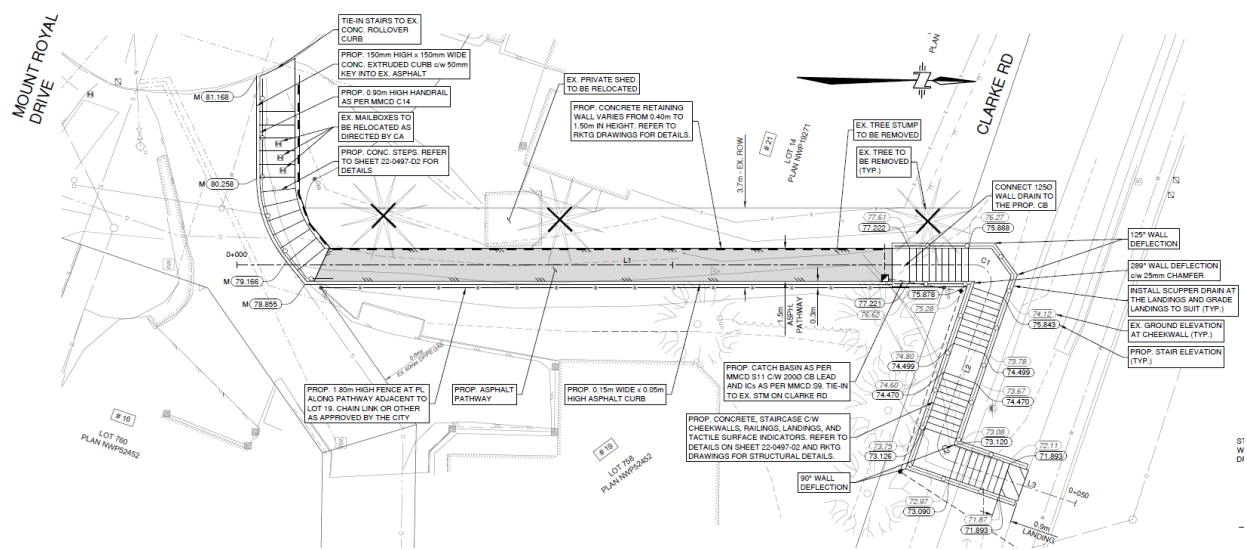 MOUNT ROYAL
DRIVE
TIE-IN STAIRS TO EX.
CONC. ROLLOVER
CURB
PROP. 150mm HIGH x 150mm WIDE
CONC. EXTRUDED CURB c/w 50mm
KEY INTO EX. ASPHALT
M 81.168
PROP. 0.90m HIGH HANDRAIL
AS PER MMCD C14
EX. MAILBOXES TO
BE RELOCATED AS
DIRECTED BY CA
PROP. CONC. STEPS. REFER
TO SHEET 22-0497-D2 FOR
DETAILS
M 80.258
0+000
M 79.166
M 78.855
EX. PRIVATE SHED
TO BE RELOCATED
PROP. CONCRETE RETAINING
WALL VARIES FROM 0.40m TO
1.50m IN HEIGHT. REFER TO
RKTG DRAWINGS FOR DETAILS.
3.7m - EX. ROW
# 21
LOT 14
PLAN NWP19271
PLAN
CLARKE RD
EX. TREE STUMP
TO BE REMOVED
EX. TREE TO
BE REMOVED
(TYP.)
CONNECT 125Ø
WALL DRAIN TO
THE PROP. CB
77.61
77.222
76.27
75.888
125° WALL
DEFLECTION
289° WALL DEFLECTION
c/w 25mm CHAMFER
INSTALL SCUPPER DRAIN AT
THE LANDINGS AND GRADE
LANDINGS TO SUIT (TYP.)
EX. GROUND ELEVATION
AT CHEEKWALL (TYP.)
PROP. STAIR ELEVATION
(TYP.)
L1
C1
77.221
76.62
75.878
75.28
74.12
75.843
1.5m
ASPH.
PATHWAY
0.3m
PROP. 1.80m HIGH FENCE AT PL
ALONG PATHWAY ADJACENT TO
LOT 19. CHAIN LINK OR OTHER
AS APPROVED BY THE CITY
PROP. ASPHALT
PATHWAY
PROP. 0.15m WIDE x 0.05m
HIGH ASPHALT CURB
PROP. CATCH BASIN AS PER
MMCD S11 C/W 200Ø CB LEAD
AND ICs AS PER MMCD S9. TIE-IN
TO EX. STM ON CLARKE RD
PROP. CONCRETE, STAIRCASE C/W
CHEEKWALLS, RAILINGS, LANDINGS, AND
TACTILE SURFACE INDICATORS. REFER TO
DETAILS ON SHEET 22-0497-02 AND RKTG
DRAWINGS FOR STRUCTURAL DETAILS.
90° WALL
DEFLECTION
74.80
74.499
74.60
74.470
L2
73.78
74.499
73.67
74.470
73.08
73.120
73.75
73.126
72.11
71.893
72.97
73.090
71.87
71.893
L3
0+050
0.9m
LANDING
# 16
LOT 760
PLAN NWP52452
# 19
LOT 758
PLAN NWP52452